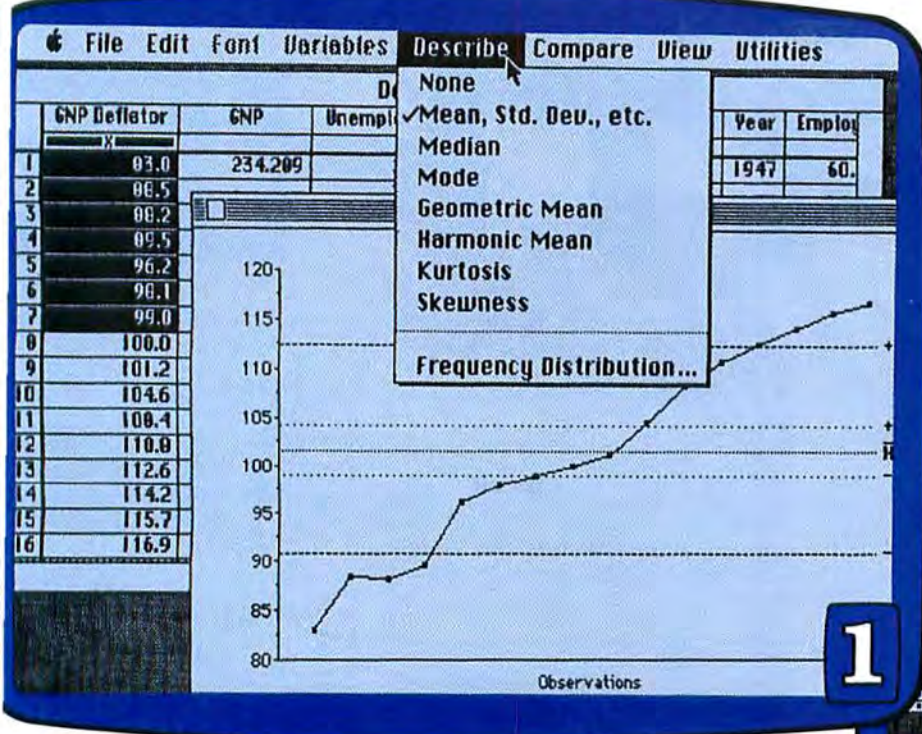 File Edit Font Variables Describe Compare View Utilities
None
GNP Deflator GNP Unempl ✓Mean, Std. Dev., etc. Year Employ
X
Median
1 83.0 234.289 1947 60.
Mode
2 88.5
3 88.2 Geometric Mean
4 89.5 Harmonic Mean
5 96.2 Kurtosis
6 98.1 Skewness
7 99.0
8 100.0
9 101.2 Frequency Distribution...
10 104.6
11 108.4
12 110.8
13 112.6
14 114.2
15 115.7
16 116.9
120
115
110
105
100
95
90
85
80
Observations
1